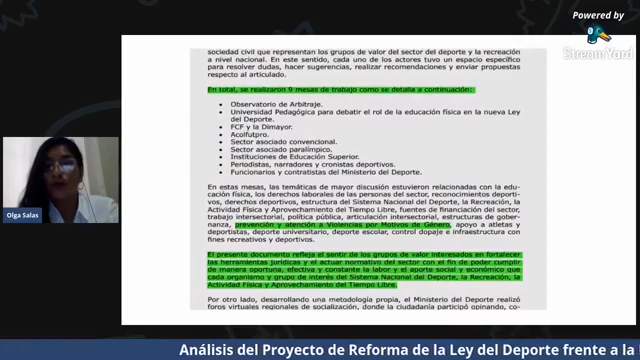 Powered by
StreamYard
sociedad civil que representan los grupos de valor del sector del deporte y la recreación
a nivel nacional. En este sentido, cada uno de los actores tuvo un espacio específico
para resolver dudas, hacer sugerencias, realizar recomendaciones y enviar propuestas
respecto al articulado.
En total, se realizaron 9 mesas de trabajo como se detalla a continuación:
• Observatorio de Arbitraje.
• Universidad Pedagógica para debatir el rol de la educación física en la nueva Ley
del Deporte.
• FCF y la Dimayor.
• Acolfutpro.
• Sector asociado convencional.
• Sector asociado paralímpico.
• Instituciones de Educación Superior.
• Periodistas, narradores y cronistas deportivos.
• Funcionarios y contratistas del Ministerio del Deporte.
En estas mesas, las temáticas de mayor discusión estuvieron relacionadas con la edu-
cación física, los derechos laborales de las personas del sector, reconocimientos deporti-
vos, derechos deportivos, estructura del Sistema Nacional del Deporte, la Recreación, la
Actividad Física y Aprovechamiento del Tiempo Libre, fuentes de financiación del sector,
trabajo intersectorial, política pública, articulación intersectorial, estructuras de gober-
nanza, prevención y atención a Violencias por Motivos de Género, apoyo a atletas y
deportistas, deporte universitario, deporte escolar, control dopaje e infraestructura con
fines recreativos y deportivos.
El presente documento refleja el sentir de los grupos de valor interesados en fortalecer
las herramientas jurídicas y el actuar normativo del sector con el fin de poder cumplir
de manera oportuna, efectiva y constante la labor y el aporte social y económico que
cada organismo y grupo de interés del Sistema Nacional del Deporte, la Recreación, la
Actividad Física y Aprovechamiento del Tiempo Libre.
Por otro lado, desarrollando una metodología propia, el Ministerio del Deporte realizó
foros virtuales regionales de socialización, donde la ciudadanía participó opinando, co-
Olga Salas
Análisis del Proyecto de Reforma de la Ley del Deporte frente a la